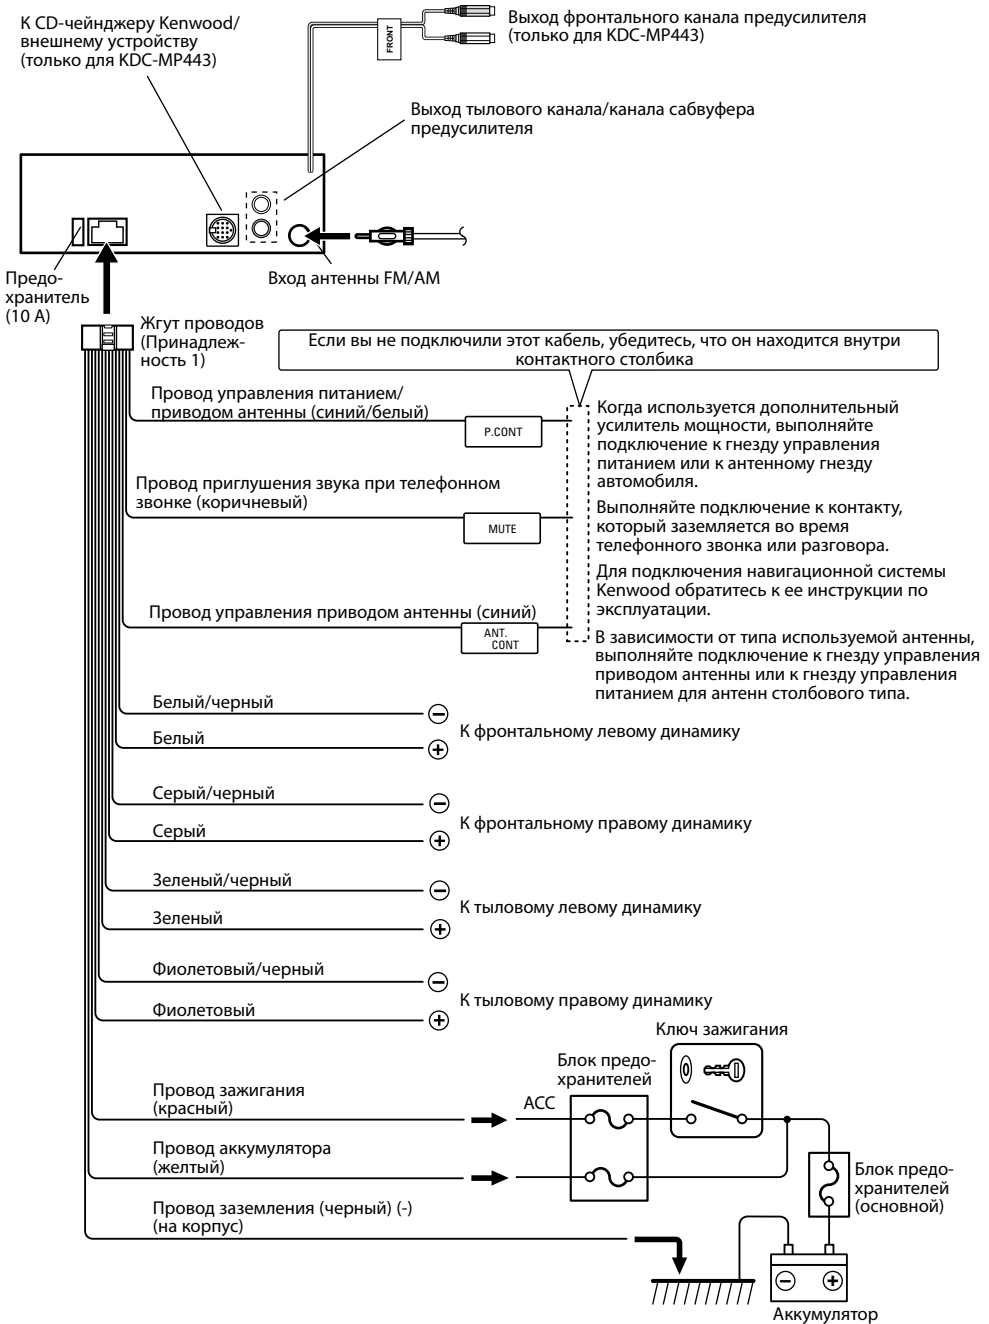 К CD-чейнджеру Kenwood/
внешнему устройству
(только для KDC-MP443)
FRONT
Выход фронтального канала предусилителя
(только для KDC-MP443)
Выход тылового канала/канала сабвуфера
предусилителя
Предо-
хранитель
(10 А)
Вход антенны FM/AM
Жгут проводов
(Принадлеж-
ность 1)
Если вы не подключили этот кабель, убедитесь, что он находится внутри
контактного столбика
Провод управления питанием/
приводом антенны (синий/белый)
P.CONT
Когда используется дополнительный
усилитель мощности, выполняйте
подключение к гнезду управления
питанием или к антенному гнезду
автомобиля.
Провод приглушения звука при телефонном
звонке (коричневый)
MUTE
Выполняйте подключение к контакту,
который заземляется во время
телефонного звонка или разговора.
Для подключения навигационной системы
Kenwood обратитесь к ее инструкции по
эксплуатации.
Провод управления приводом антенны (синий)
ANT.
CONT
В зависимости от типа используемой антенны,
выполняйте подключение к гнезду управления
приводом антенны или к гнезду управления
питанием для антенн столбового типа.
Белый/черный
Белый
К фронтальному левому динамику
Серый/черный
Серый
К фронтальному правому динамику
Зеленый/черный
Зеленый
К тыловому левому динамику
Фиолетовый/черный
Фиолетовый
К тыловому правому динамику
Ключ зажигания
Блок предо-
хранителей
Провод зажигания
(красный)
ACC
Провод аккумулятора
(желтый)
Блок предо-
хранителей
(основной)
Провод заземления (черный) (-)
(на корпус)
Аккумулятор